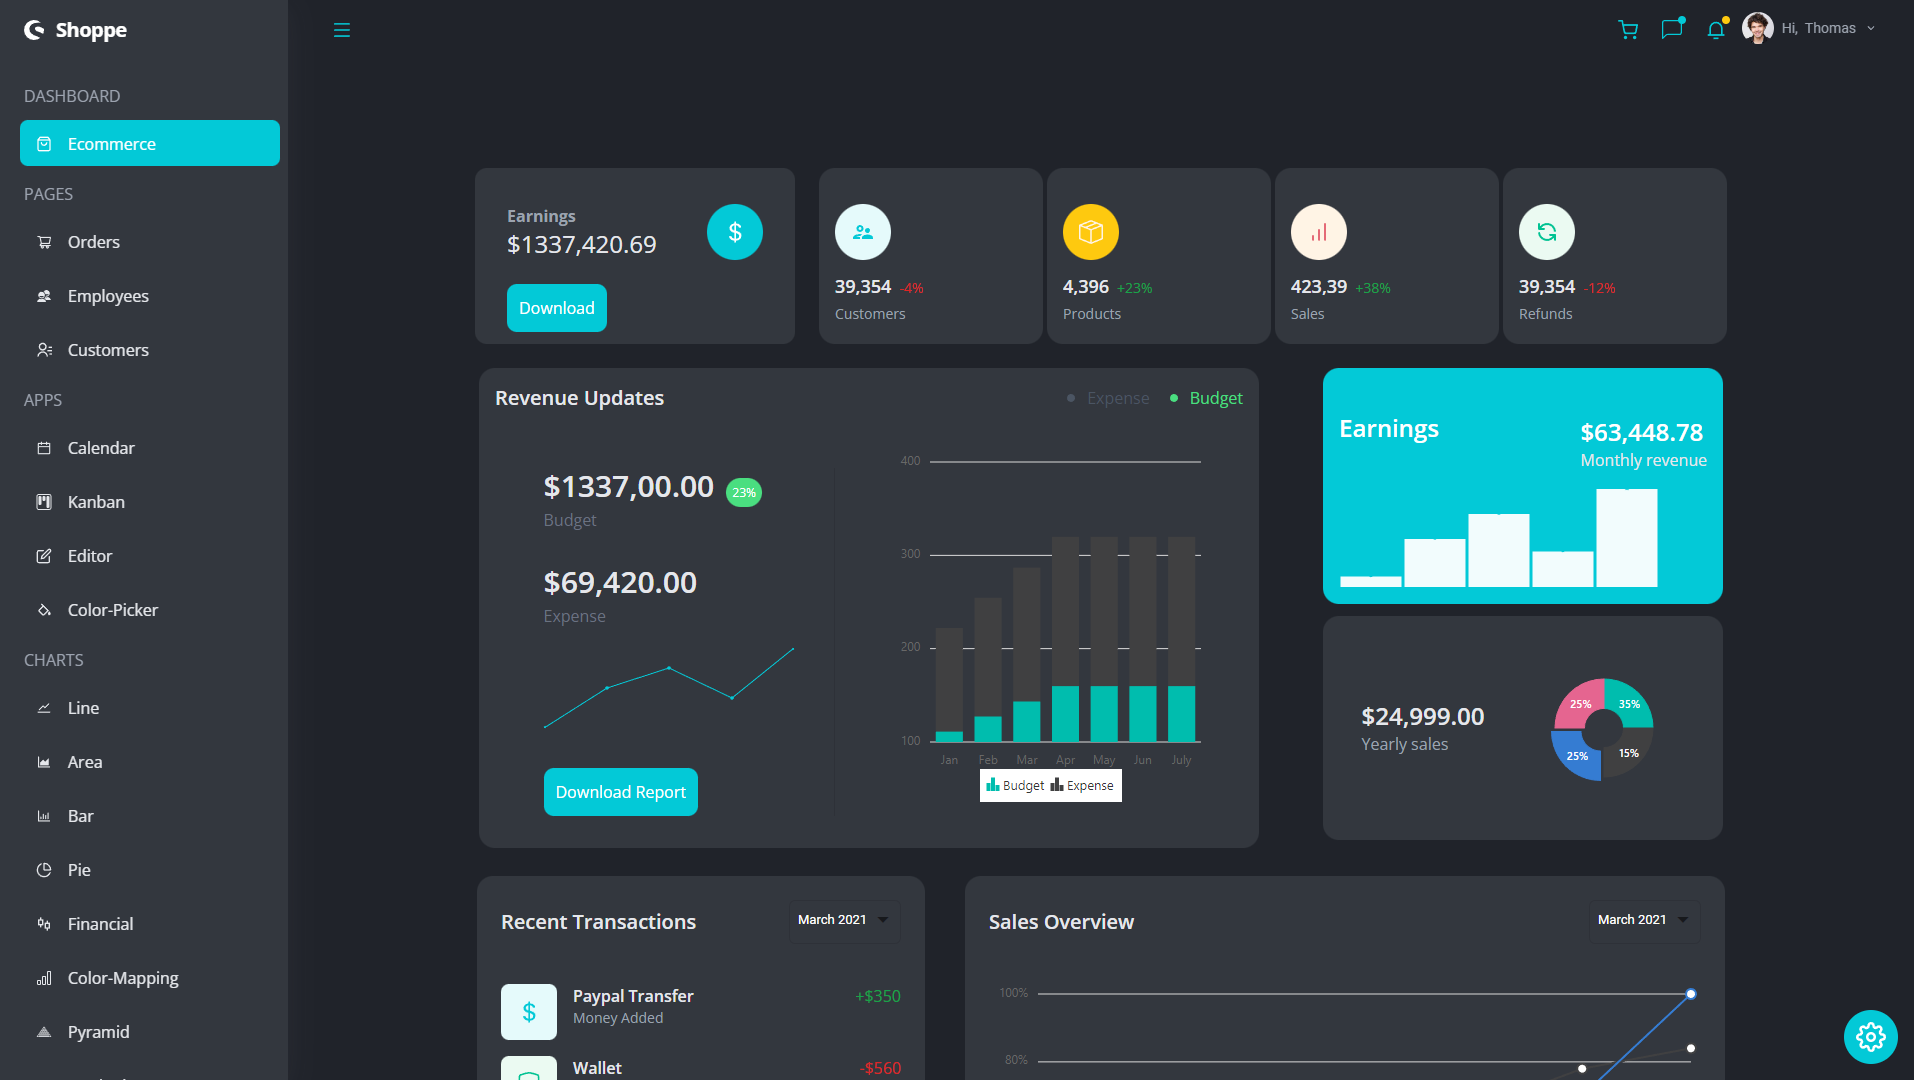 Shoppe
Hi, Thomas
DASHBOARD
Ecommerce
PAGES
Orders
Employees
Customers
APPS
Calendar
Kanban
Editor
Color-Picker
CHARTS
Line
Area
Bar
Pie
Financial
Color-Mapping
Pyramid
Earnings
$1337,420.69
$
Download
39,354 -4%
Customers
4,396 +23%
Products
423,39 +38%
Sales
39,354 -12%
Refunds
Revenue Updates
Expense
Budget
$1337,00.00 23%
Budget
$69,420.00
Expense
Download Report
400
300
200
100
Jan Feb Mar Apr May Jun July
Budget Expense
Earnings
$63,448.78
Monthly revenue
$24,999.00
Yearly sales
25% 35%
25% 15%
Recent Transactions
March 2021
$
Paypal Transfer +$350
Money Added
Wallet -$560
Sales Overview
March 2021
100%
80%